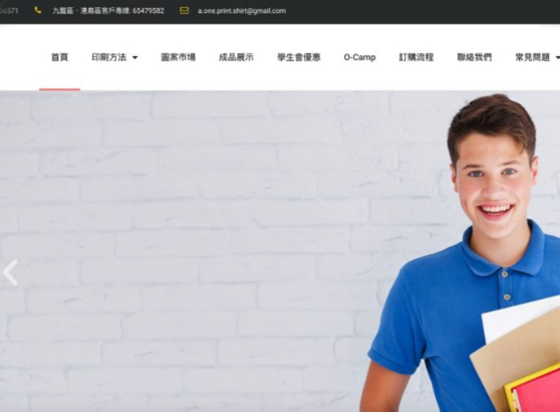 九龍區、港島區客戶專線: 65479582 a.one.print.shirt@gmail.com
首頁 印刷方法 圖案市場 成品展示 學生會優惠 O-Camp 訂購流程 聯絡我們 常見問題